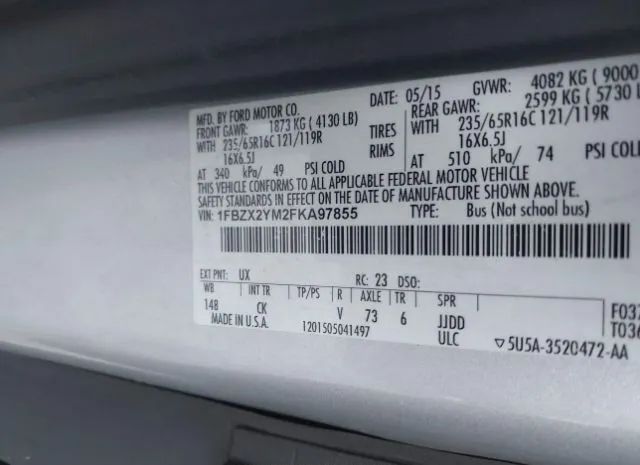 MFD. BY FORD MOTOR CO.
DATE: 05/15 GVWR: 4082 KG ( 9000
FRONT GAWR: 1873 KG ( 4130 LB)
REAR GAWR: 2599 KG ( 5730
WITH 235/65R16C 121/119R TIRES WITH 235/65R16C 121/119R
16X6.5J RIMS 16X6.5J
AT 340 kPa/ 49 PSI COLD AT 510 kPa/ 74 PSI COL
THIS VEHICLE CONFORMS TO ALL APPLICABLE FEDERAL MOTOR VEHICLE
SAFETY STANDARDS IN EFFECT ON THE DATE OF MANUFACTURE SHOWN ABOVE.
VIN: 1FBZX2YM2FKA97855 TYPE: Bus (Not school bus)
EXT PNT: UX RC: 23 DSO:
WB INT TR TP/PS R AXLE TR SPR
148 CK V 73 6 JJDD
MADE IN U.S.A. 1201505041497 ULC
F037
T036
▽5U5A-3520472-AA